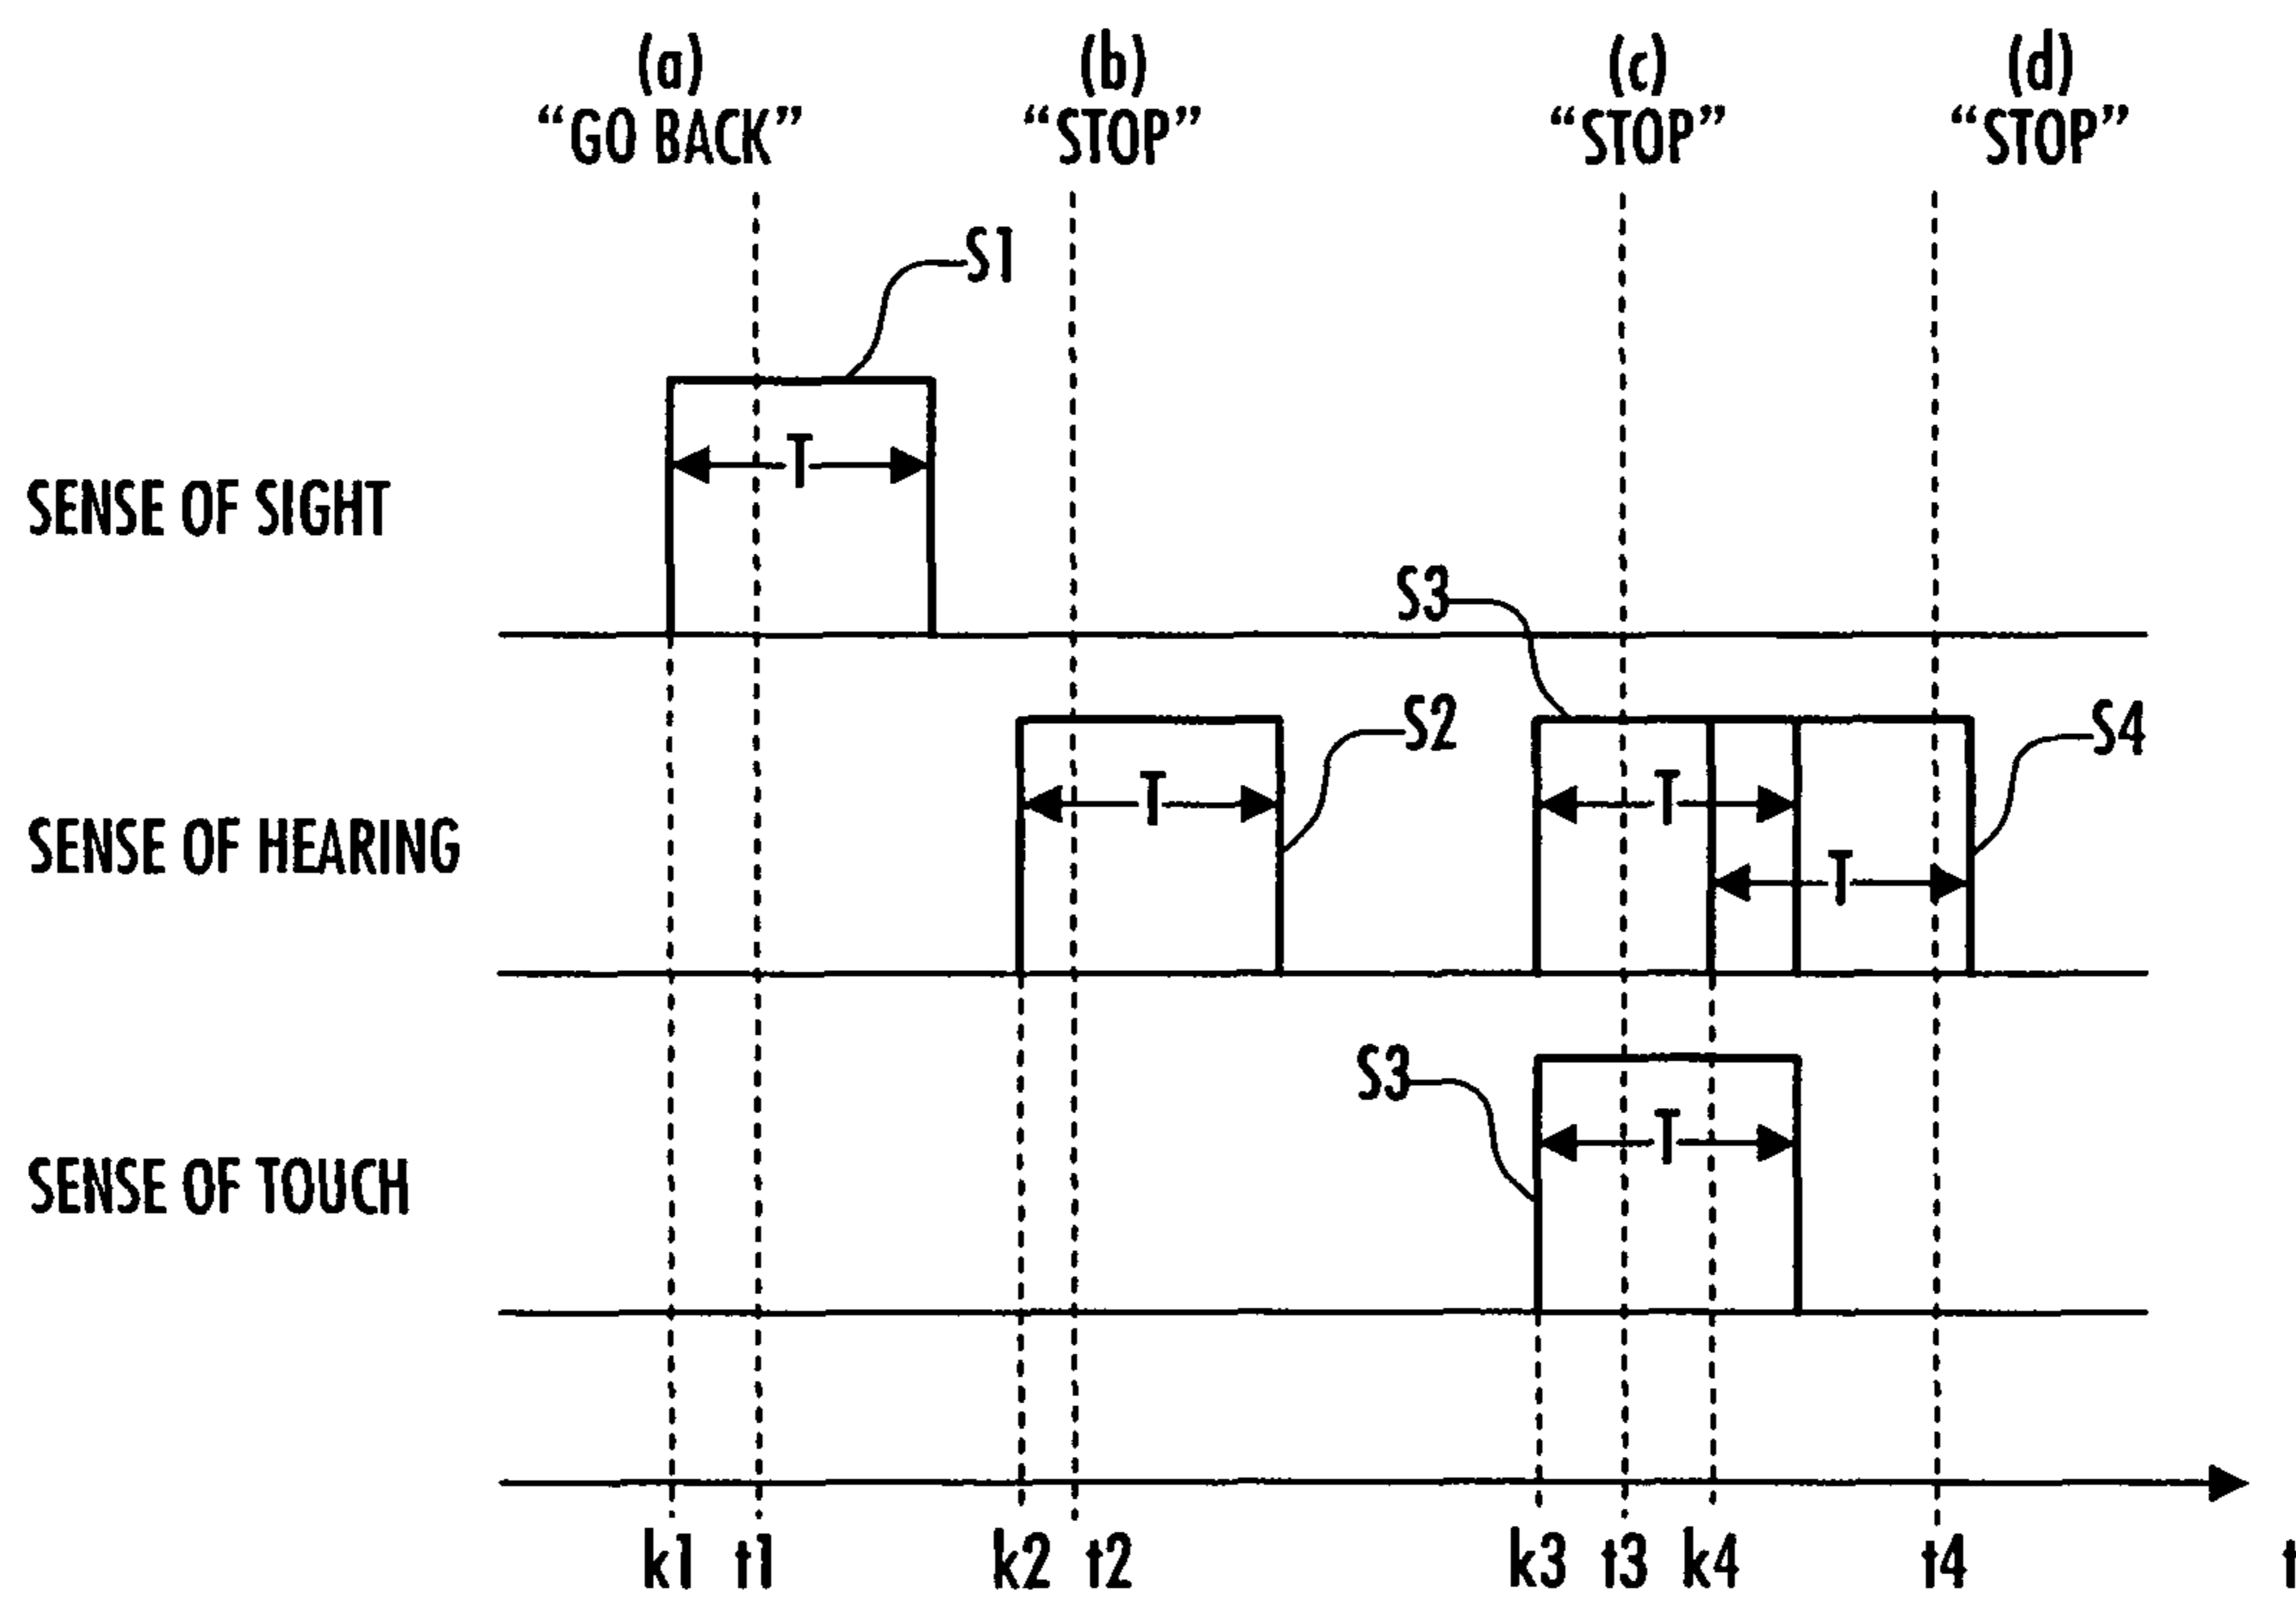 (a) (b) (c) (d)
“GO BACK” “STOP” “STOP” “STOP”
S1
T
SENSE OF SIGHT
S3
S2 S4
T T
SENSE OF HEARING
T
S3
T
SENSE OF TOUCH
k1 t1 k2 t2 k3 t3 k4 t4 t